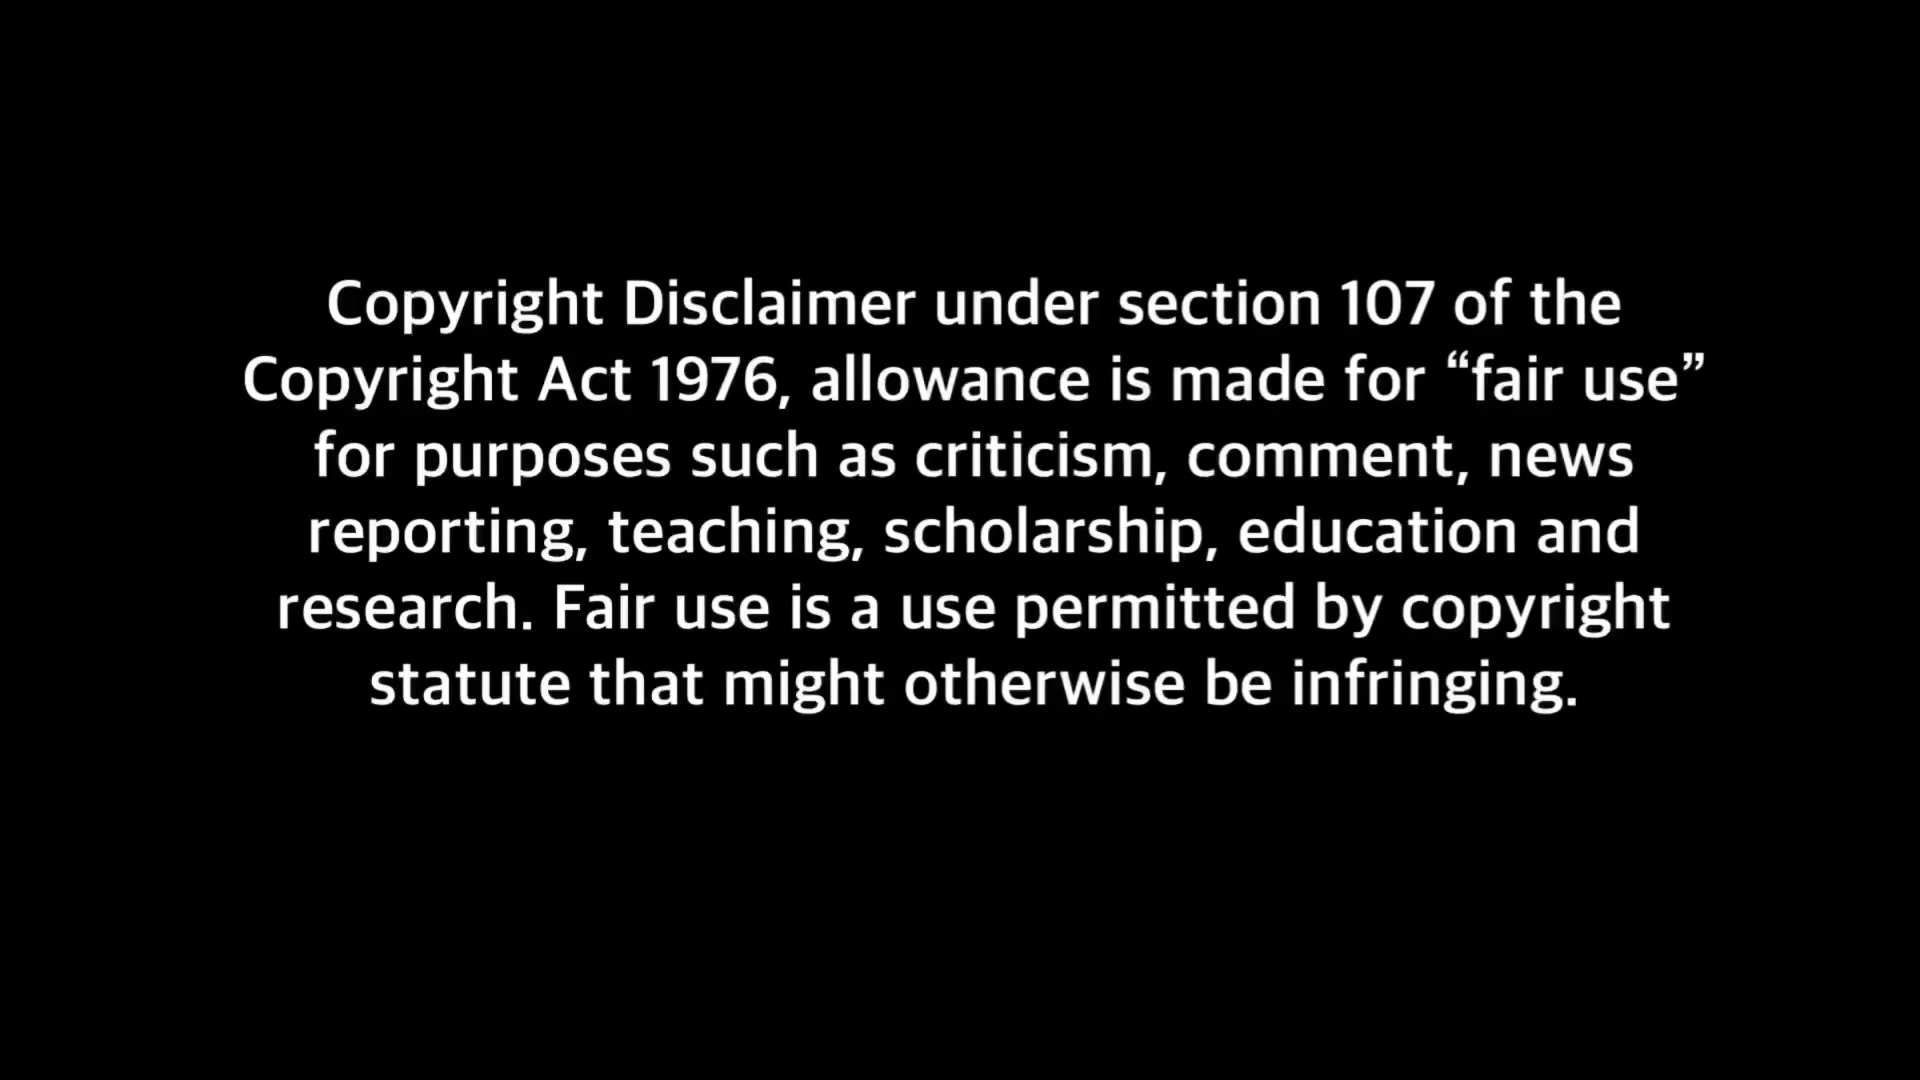 Copyright Disclaimer under section 107 of the
Copyright Act 1976, allowance is made for “fair use”
for purposes such as criticism, comment, news
reporting, teaching, scholarship, education and
research. Fair use is a use permitted by copyright
statute that might otherwise be infringing.